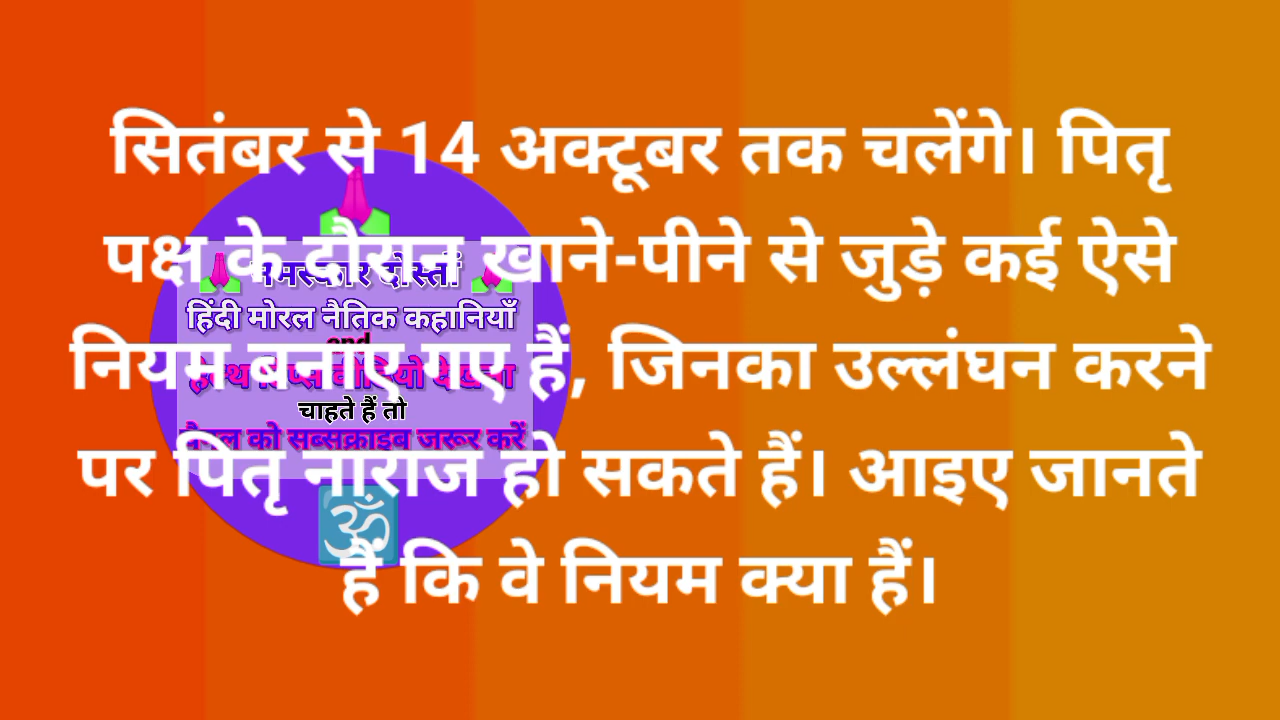 सितंबर से 14 अक्टूबर तक चलेंगे। पितृ
पक्ष के दौरान खाने-पीने से जुड़े कई ऐसे
नियम बनाए गए हैं, जिनका उल्लंघन करने
पर पितृ नाराज हो सकते हैं। आइए जानते
हैं कि वे नियम क्या हैं।
🙏
🙏 नमस्कार दोस्तों 🙏
हिंदी मोरल नैतिक कहानियाँ
and
हेल्थ टिप्स वीडियो देखना
चाहते हैं तो
चैनल को सब्सक्राइब जरूर करें
🕉